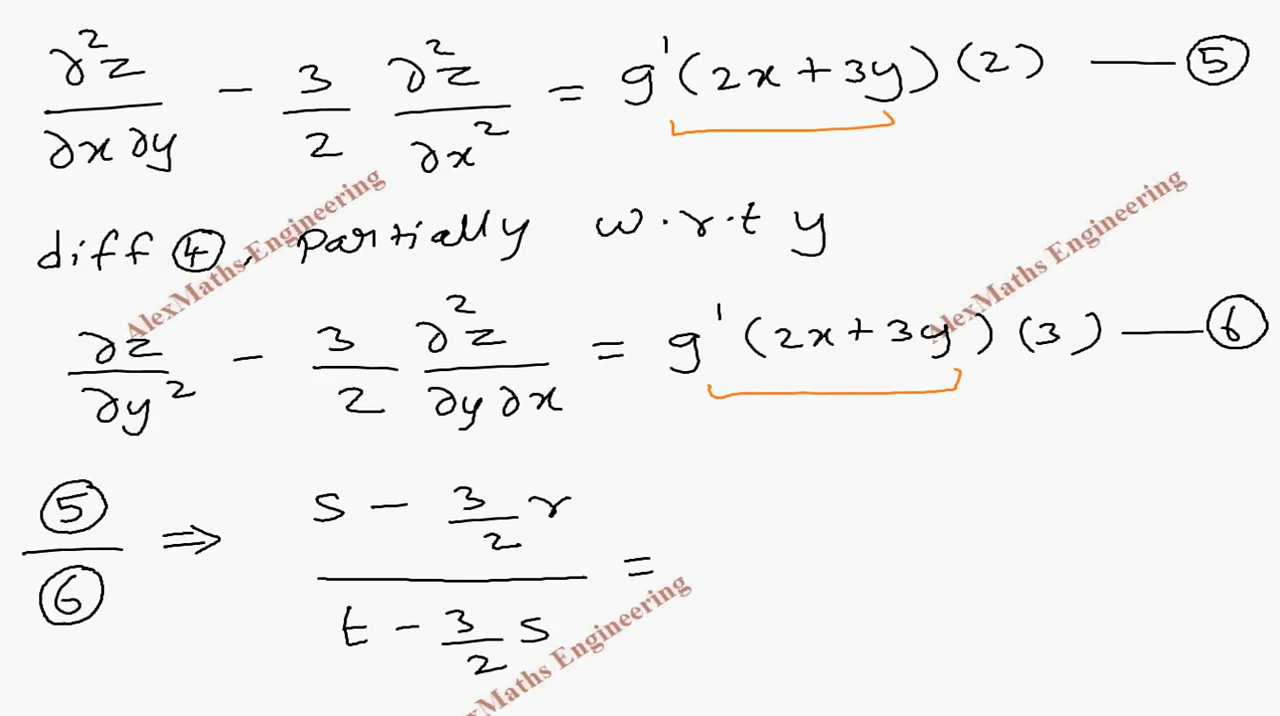 ∂²z/∂x∂y − 3/2 ∂²z/∂x² = g'(2x+3y)(2) — ⑤
diff ④, Partially w.r.t y
∂z/∂y² − 3/2 ∂²z/∂y∂x = g'(2x+3y)(3) — ⑥
⑤/⑥ ⇒ (s − 3/2 r)/(t − 3/2 s) =
AlexMaths Engineering
AlexMaths Engineering
AlexMaths Engineering